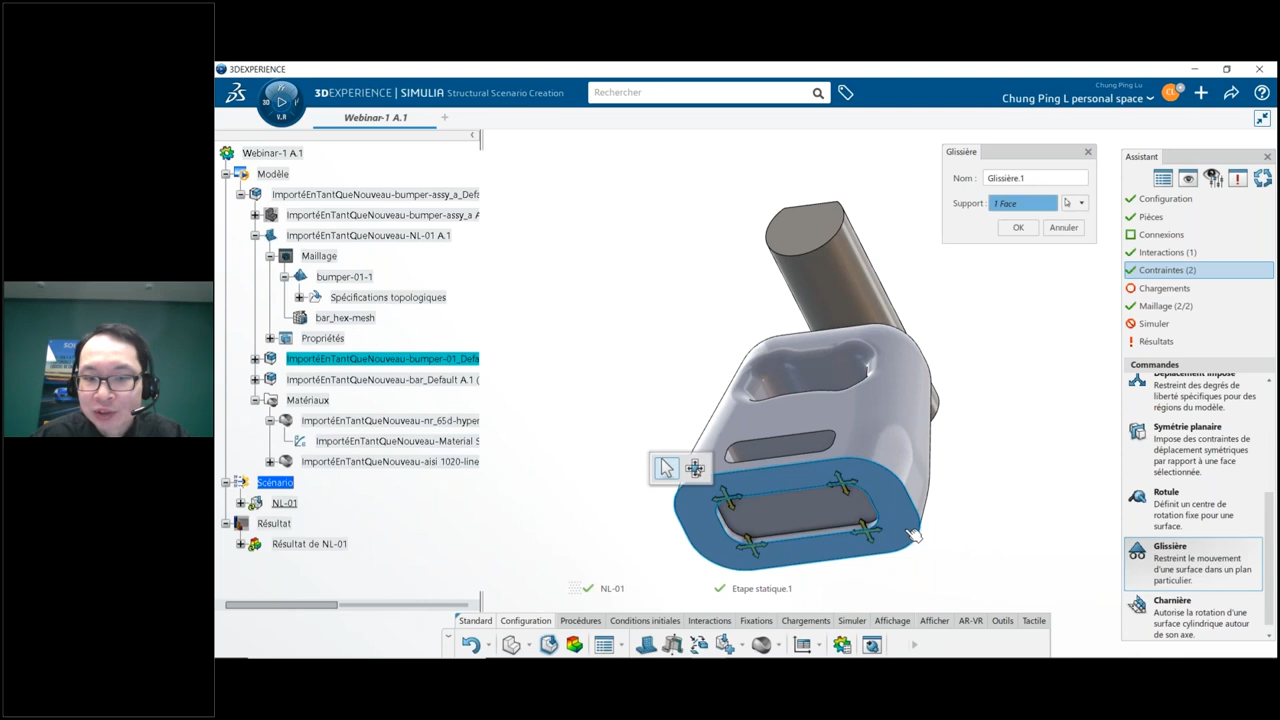 3DEXPERIENCE
3DEXPERIENCE | SIMULIA Structural Scenario Creation
Rechercher
Chung Ping Lu
Chung Ping L personal space
3D
V.R
Webinar-1 A.1
Webinar-1 A.1
Modèle
ImportéEnTantQueNouveau-bumper-assy_a_Defa
ImportéEnTantQueNouveau-bumper-assy_a A
ImportéEnTantQueNouveau-NL-01 A.1
Maillage
bumper-01-1
Spécifications topologiques
bar_hex-mesh
Propriétés
ImportéEnTantQueNouveau-bumper-01_Defa
ImportéEnTantQueNouveau-bar_Default A.1 (
Matériaux
ImportéEnTantQueNouveau-nr_65d-hyper
ImportéEnTantQueNouveau-Material S
ImportéEnTantQueNouveau-aisi 1020-line
Scénario
NL-01
Résultat
Résultat de NL-01
Glissière
Nom : Glissière.1
Support : 1 Face
OK Annuler
NL-01 Etape statique.1
Assistant
Configuration
Pièces
Connexions
Interactions (1)
Contraintes (2)
Chargements
Maillage (2/2)
Simuler
Résultats
Commandes
Déplacement imposé
Restreint des degrés de
liberté spécifiques pour
des régions du modèle.
Symétrie planaire
Impose des contraintes de
déplacement symétriques
par rapport à une face
sélectionnée.
Rotule
Définit un centre de
rotation fixe pour une
surface.
Glissière
Restreint le mouvement
d'une surface dans un plan
particulier.
Charnière
Autorise la rotation d'une
surface cylindrique autour
de son axe.
Standard Configuration Procédures Conditions initiales Interactions Fixations Chargements Simuler Affichage Afficher AR-VR Outils Tactile